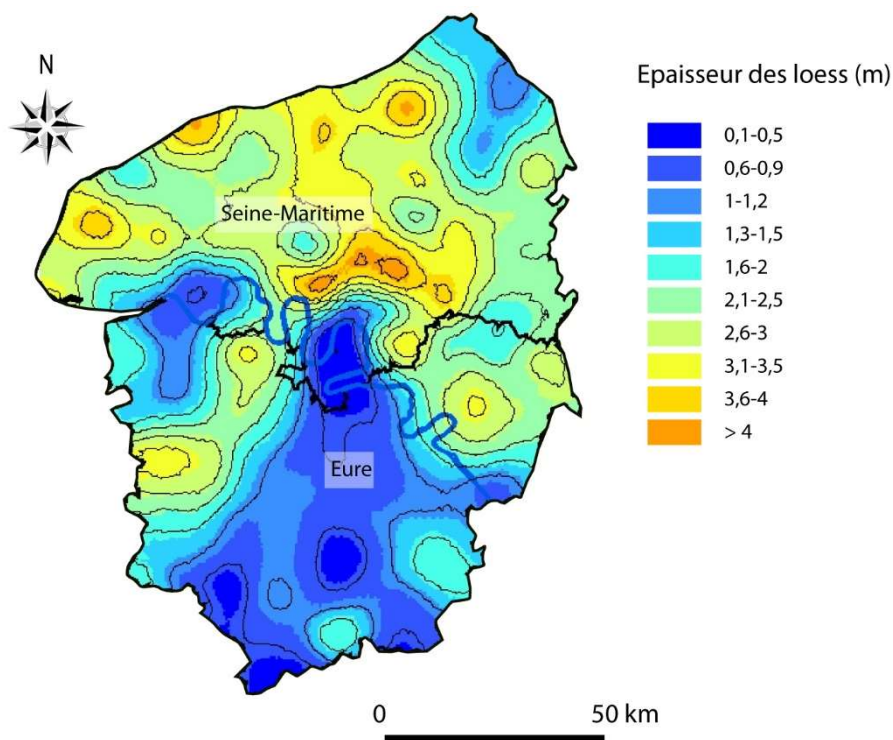 N
Epaisseur des loess (m)
0,1-0,5
0,6-0,9
1-1,2
1,3-1,5
1,6-2
2,1-2,5
2,6-3
3,1-3,5
3,6-4
> 4
Seine-Maritime
Eure
0 50 km